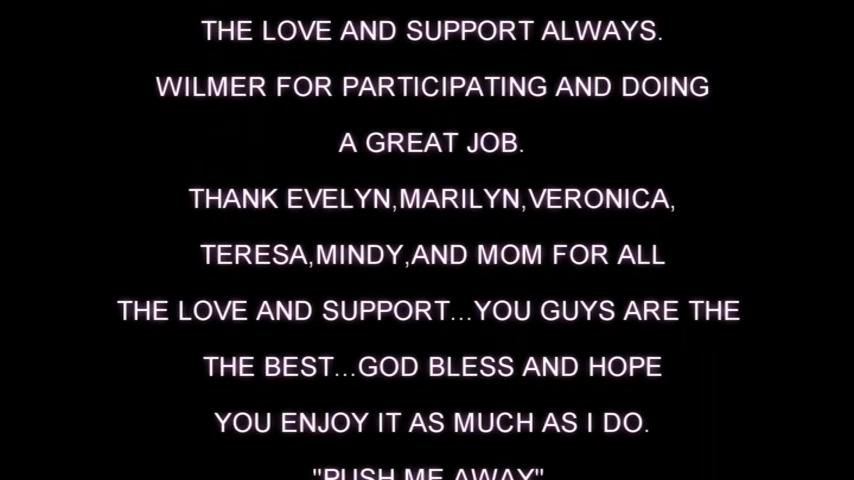 THE LOVE AND SUPPORT ALWAYS.
WILMER FOR PARTICIPATING AND DOING
A GREAT JOB.
THANK EVELYN,MARILYN,VERONICA,
TERESA,MINDY,AND MOM FOR ALL
THE LOVE AND SUPPORT...YOU GUYS ARE THE
THE BEST...GOD BLESS AND HOPE
YOU ENJOY IT AS MUCH AS I DO.
"PUSH ME AWAY"